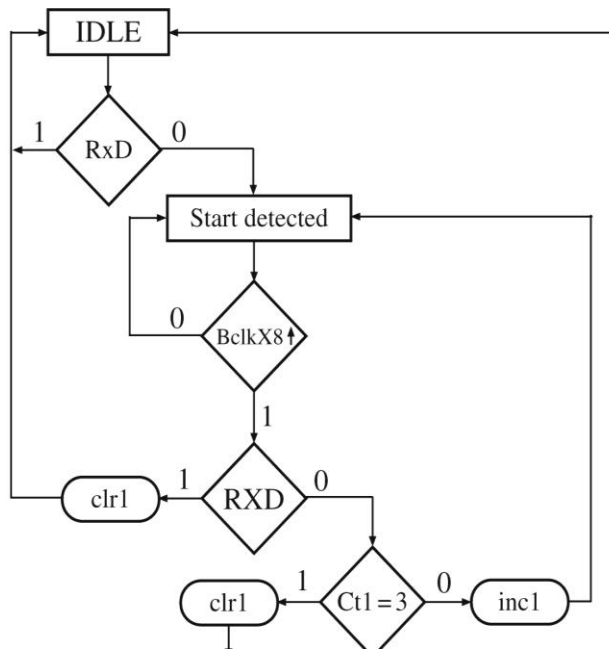 IDLE
1
RxD
0
Start detected
0
BclkX8↑
1
clr1
1
RXD
0
clr1
1
Ct1 = 3
0
inc1